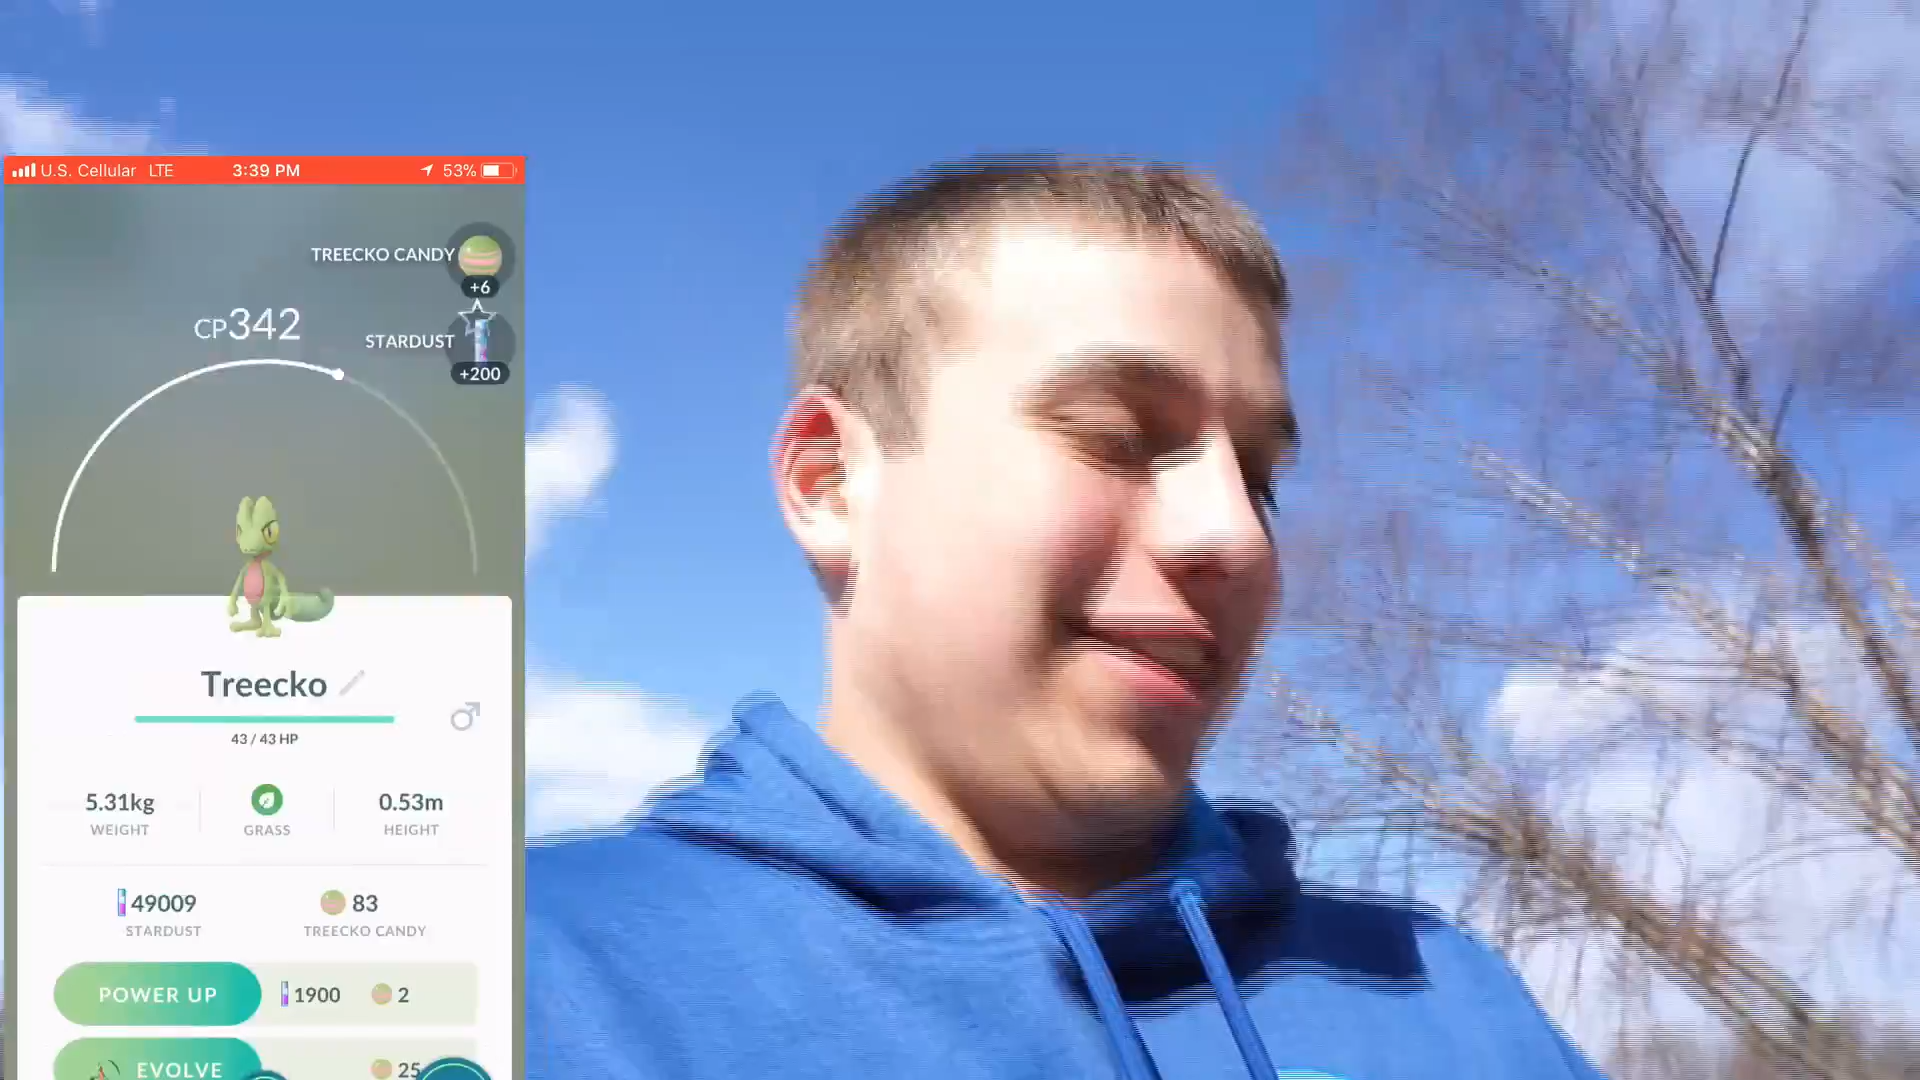 U.S. Cellular LTE 3:39 PM 53%
TREECKO CANDY
+6
CP342
STARDUST
+200
Treecko
43 / 43 HP
5.31kg 0.53m
WEIGHT GRASS HEIGHT
49009 83
STARDUST TREECKO CANDY
POWER UP 1900 2
EVOLVE 25